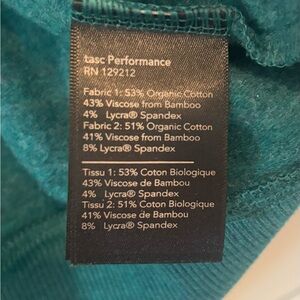 tasc Performance
RN 129212
Fabric 1: 53% Organic Cotton
43% Viscose from Bamboo
4% Lycra® Spandex
Fabric 2: 51% Organic Cotton
41% Viscose from Bamboo
8% Lycra® Spandex
Tissu 1: 53% Coton Biologique
43% Viscose de Bambou
4% Lycra® Spandex
Tissu 2: 51% Coton Biologique
41% Viscose de Bambou
8% Lycra® Spandex